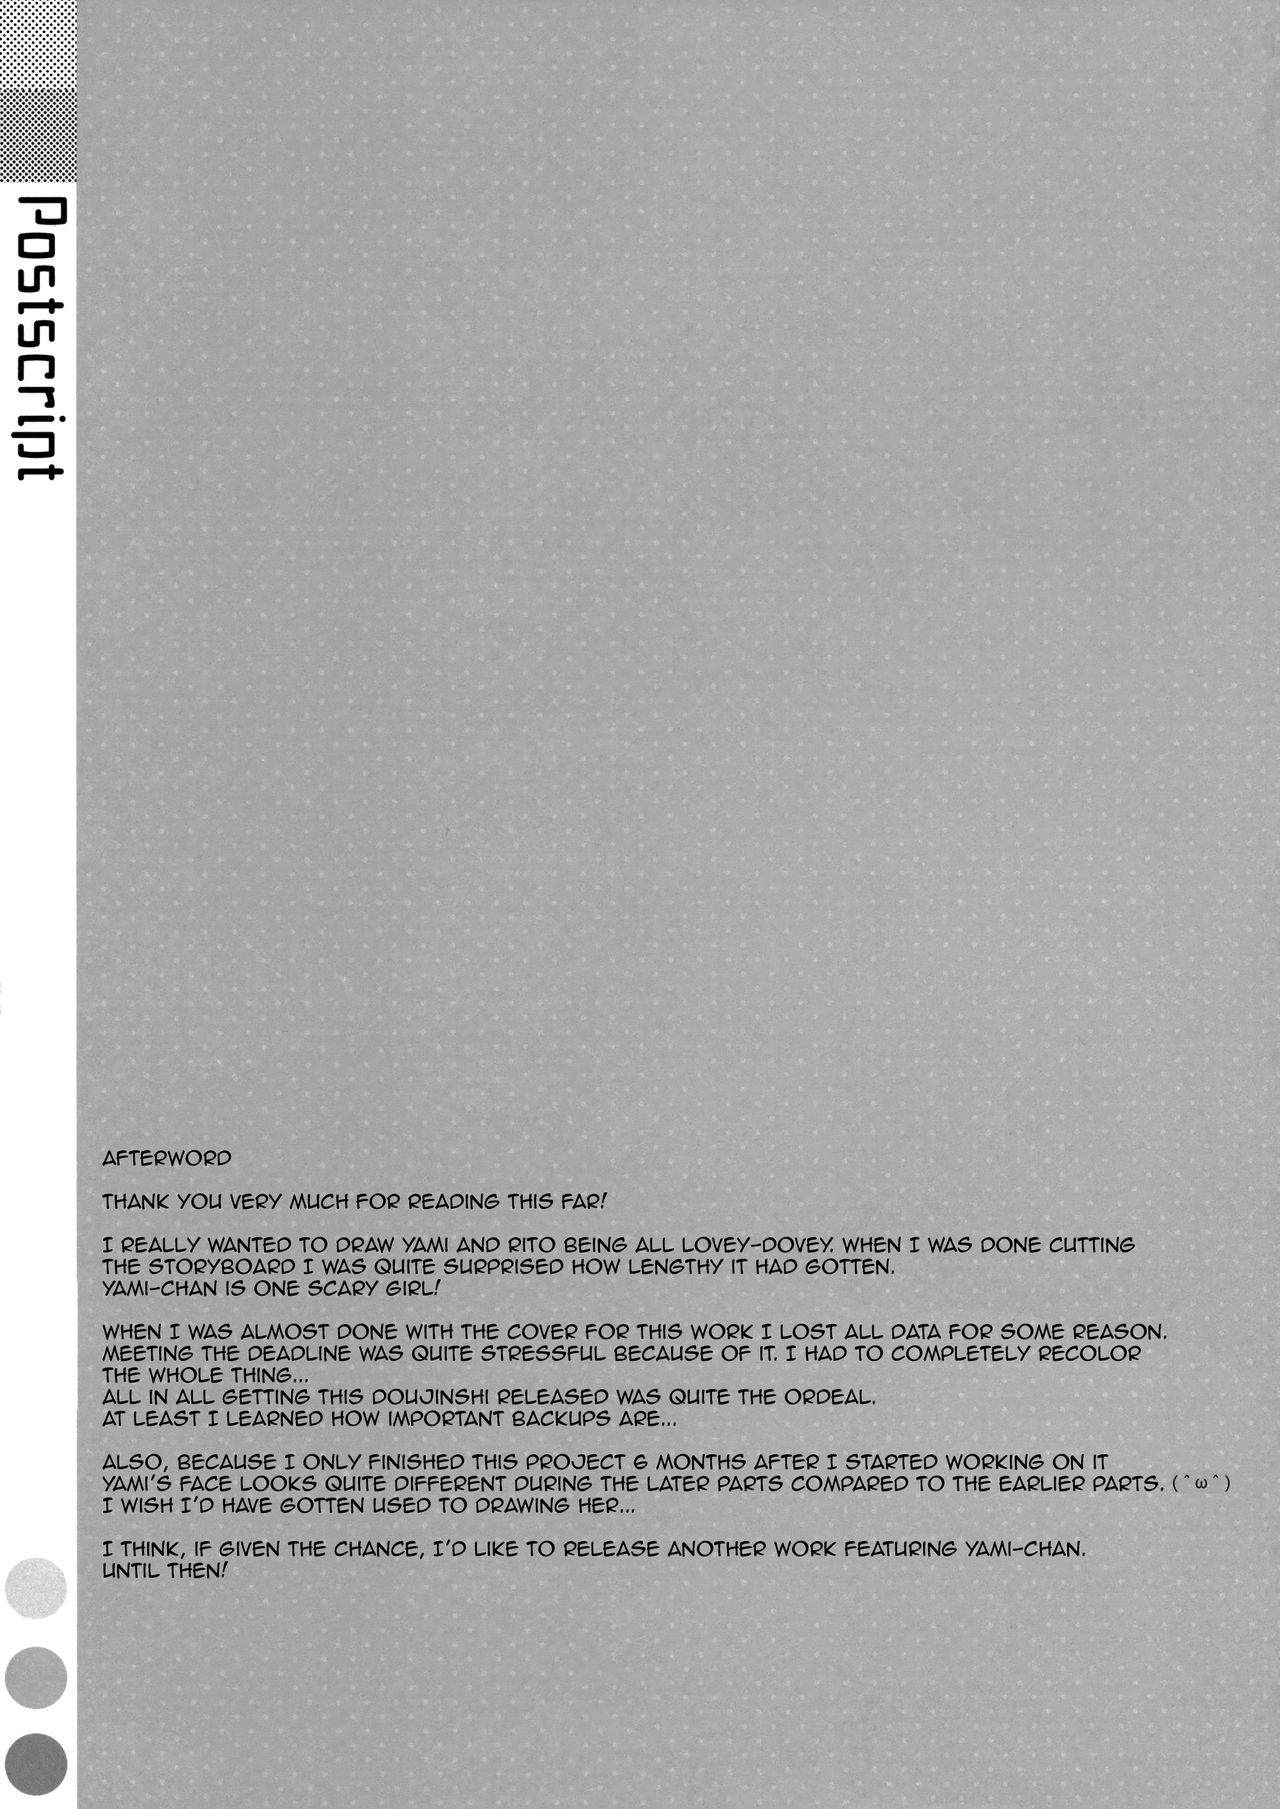 Postscript
AFTERWORD
THANK YOU VERY MUCH FOR READING THIS FAR!
I REALLY WANTED TO DRAW YAMI AND RITO BEING ALL LOVEY-DOVEY. WHEN I WAS DONE CUTTING
THE STORYBOARD I WAS QUITE SURPRISED HOW LENGTHY IT HAD GOTTEN.
YAMI-CHAN IS ONE SCARY GIRL!
WHEN I WAS ALMOST DONE WITH THE COVER FOR THIS WORK I LOST ALL DATA FOR SOME REASON.
MEETING THE DEADLINE WAS QUITE STRESSFUL BECAUSE OF IT. I HAD TO COMPLETELY RECOLOR
THE WHOLE THING...
ALL IN ALL GETTING THIS DOUJINSHI RELEASED WAS QUITE THE ORDEAL.
AT LEAST I LEARNED HOW IMPORTANT BACKUPS ARE...
ALSO, BECAUSE I ONLY FINISHED THIS PROJECT 6 MONTHS AFTER I STARTED WORKING ON IT
YAMI'S FACE LOOKS QUITE DIFFERENT DURING THE LATER PARTS COMPARED TO THE EARLIER PARTS. (^ω^)
I WISH I'D HAVE GOTTEN USED TO DRAWING HER...
I THINK, IF GIVEN THE CHANCE, I'D LIKE TO RELEASE ANOTHER WORK FEATURING YAMI-CHAN.
UNTIL THEN!